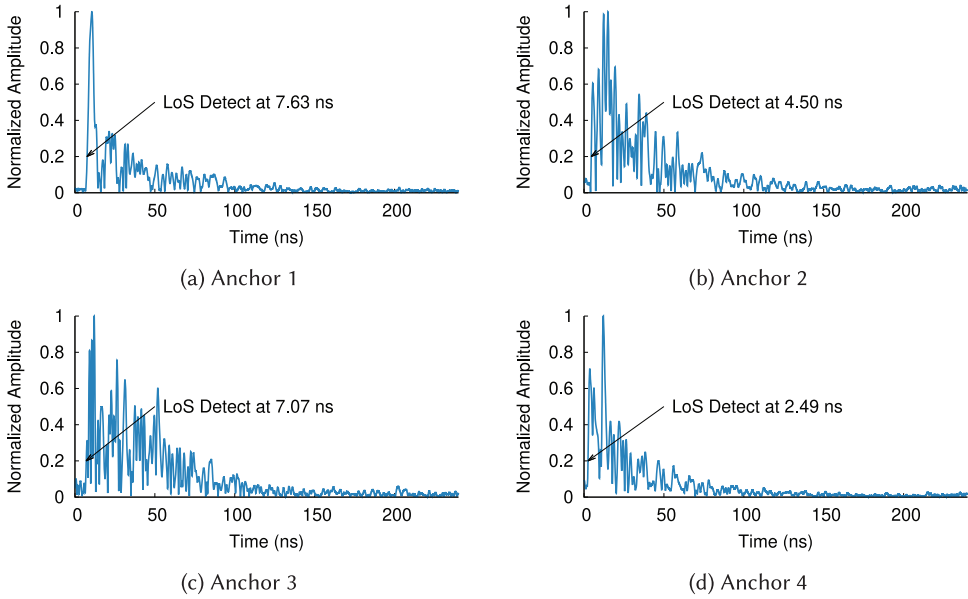 Normalized Amplitude
1
0.8
0.6
0.4
0.2
0
LoS Detect at 7.63 ns
0 50 100 150 200
Time (ns)
(a) Anchor 1
Normalized Amplitude
1
0.8
0.6
0.4
0.2
0
LoS Detect at 4.50 ns
0 50 100 150 200
Time (ns)
(b) Anchor 2
Normalized Amplitude
1
0.8
0.6
0.4
0.2
0
LoS Detect at 7.07 ns
0 50 100 150 200
Time (ns)
(c) Anchor 3
Normalized Amplitude
1
0.8
0.6
0.4
0.2
0
LoS Detect at 2.49 ns
0 50 100 150 200
Time (ns)
(d) Anchor 4